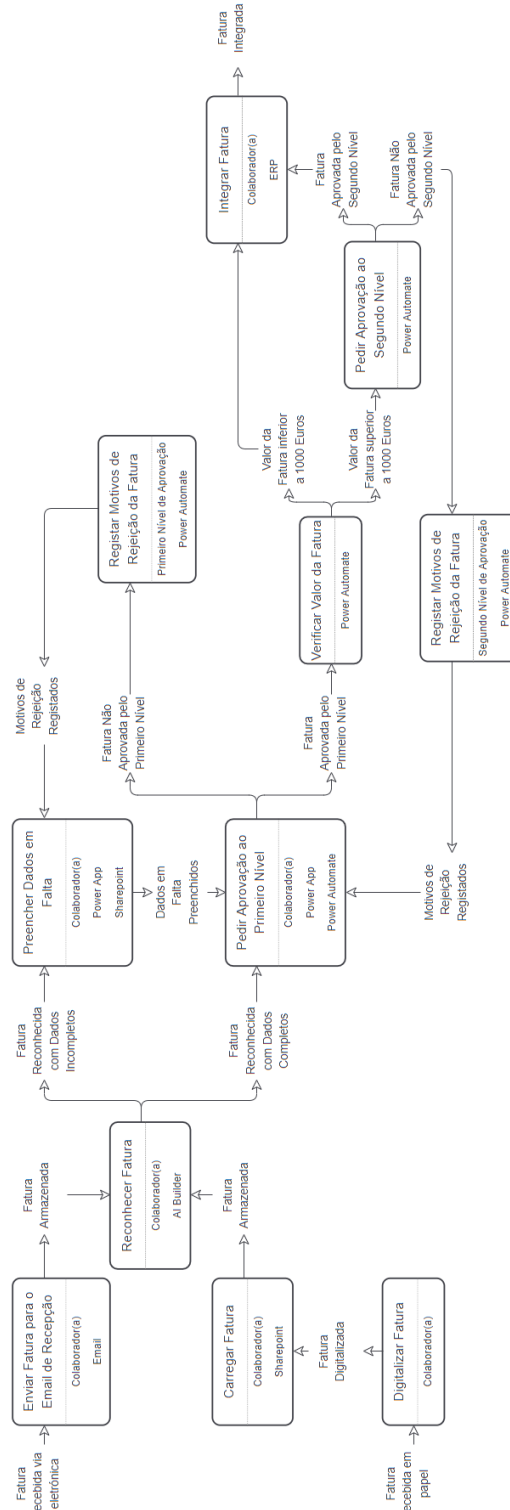 Fatura
recebida via
eletrónica
Enviar Fatura para o
Email de Recepção
Colaborador(a)
Email
Fatura
Armazenada
Fatura
ecebida em
papel
Digitalizar Fatura
Colaborador(a)
Fatura
Digitalizada
Carregar Fatura
Colaborador(a)
Sharepoint
Fatura
Armazenada
Reconhecer Fatura
Colaborador(a)
AI Builder
Fatura
Reconhecida
com Dados
Incompletos
Fatura
Reconhecida
com Dados
Completos
Preencher Dados em
Falta
Colaborador(a)
Power App
Sharepoint
Dados em
Falta
Preenchidos
Pedir Aprovação ao
Primeiro Nível
Colaborador(a)
Power App
Power Automate
Motivos de
Rejeição
Registados
Fatura Não
Aprovada pelo
Primeiro Nível
Fatura
Aprovada pelo
Primeiro Nível
Motivos de
Rejeição
Registados
Registar Motivos de
Rejeição da Fatura
Primeiro Nível de Aprovação
Power Automate
Verificar Valor da Fatura
Power Automate
Registar Motivos de
Rejeição da Fatura
Segundo Nível de Aprovação
Power Automate
Valor da
Fatura inferior
a 1000 Euros
Valor da
Fatura superior
a 1000 Euros
Pedir Aprovação ao
Segundo Nível
Power Automate
Fatura
Aprovada pelo
Segundo Nível
Fatura Não
Aprovada pelo
Segundo Nível
Integrar Fatura
Colaborador(a)
ERP
Fatura
Integrada